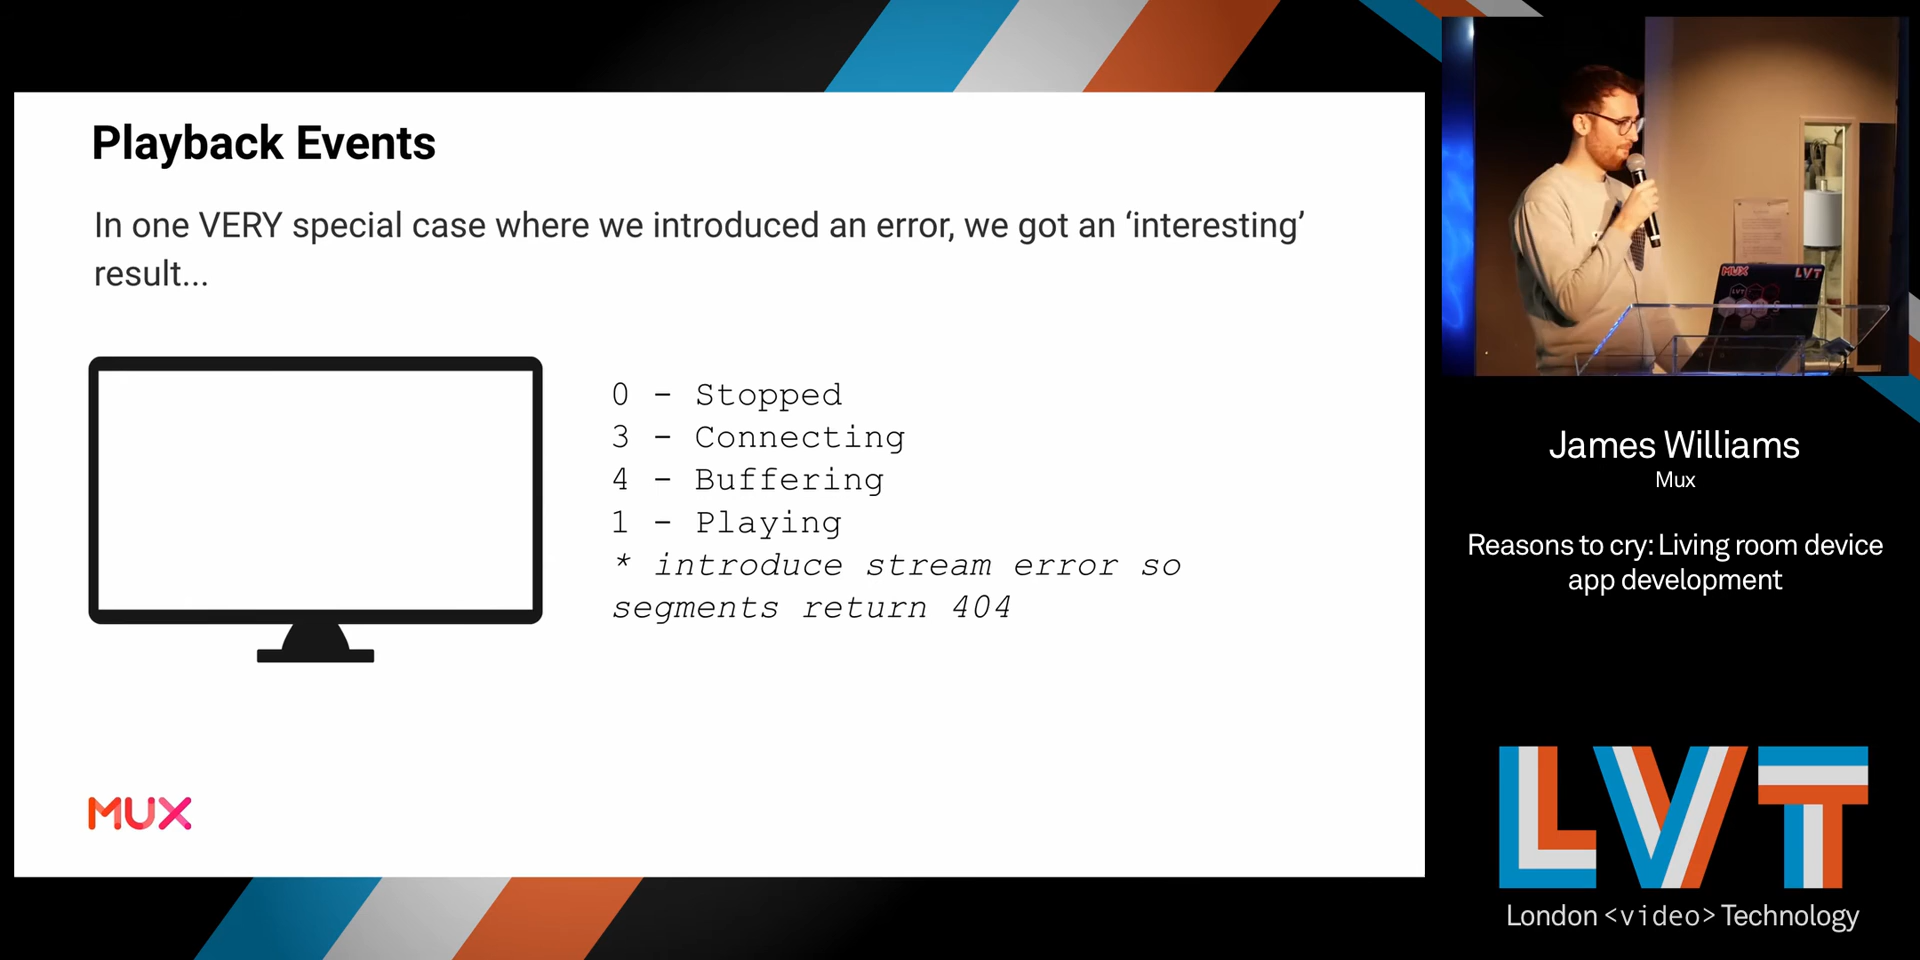 Playback Events
In one VERY special case where we introduced an error, we got an ‘interesting’
result...
0 - Stopped
3 - Connecting
4 - Buffering
1 - Playing
* introduce stream error so
segments return 404
MUX
MUX
LVT
James Williams
Mux
Reasons to cry: Living room device
app development
LVT
London <video> Technology